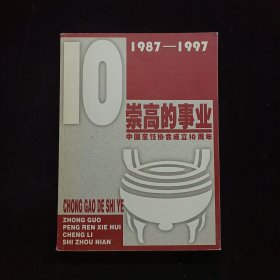 1987—1997
10
崇高的事业
中国烹饪协会成立10周年
CHONG GAO DE SHI YE
ZHONG GUO
PENG REN XIE HUI
CHENG LI
SHI ZHOU NIAN